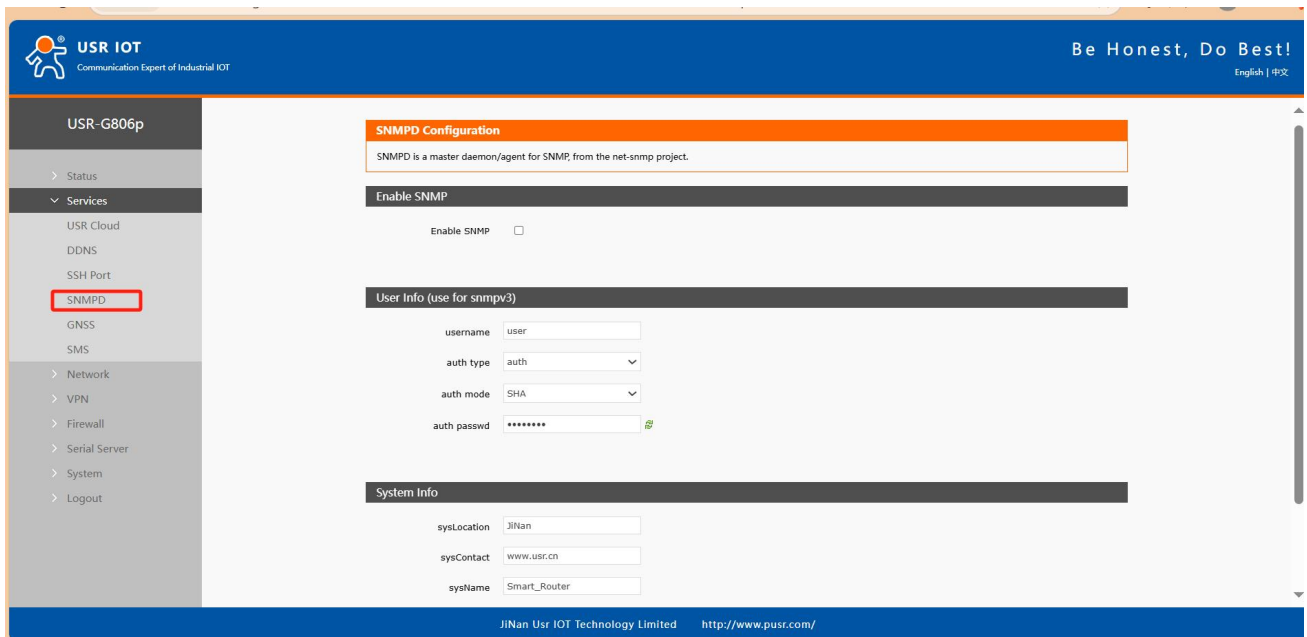 USR IOT
Communication Expert of Industrial IOT
Be Honest, Do Best!
English | 中文
USR-G806p
Status
Services
USR Cloud
DDNS
SSH Port
SNMPD
GNSS
SMS
Network
VPN
Firewall
Serial Server
System
Logout
SNMPD Configuration
SNMPD is a master daemon/agent for SNMP, from the net-snmp project.
Enable SNMP
Enable SNMP
User Info (use for snmpv3)
username user
auth type auth
auth mode SHA
auth passwd ••••••••
System Info
sysLocation JiNan
sysContact www.usr.cn
sysName Smart_Router
JiNan Usr IOT Technology Limited http://www.pusr.com/